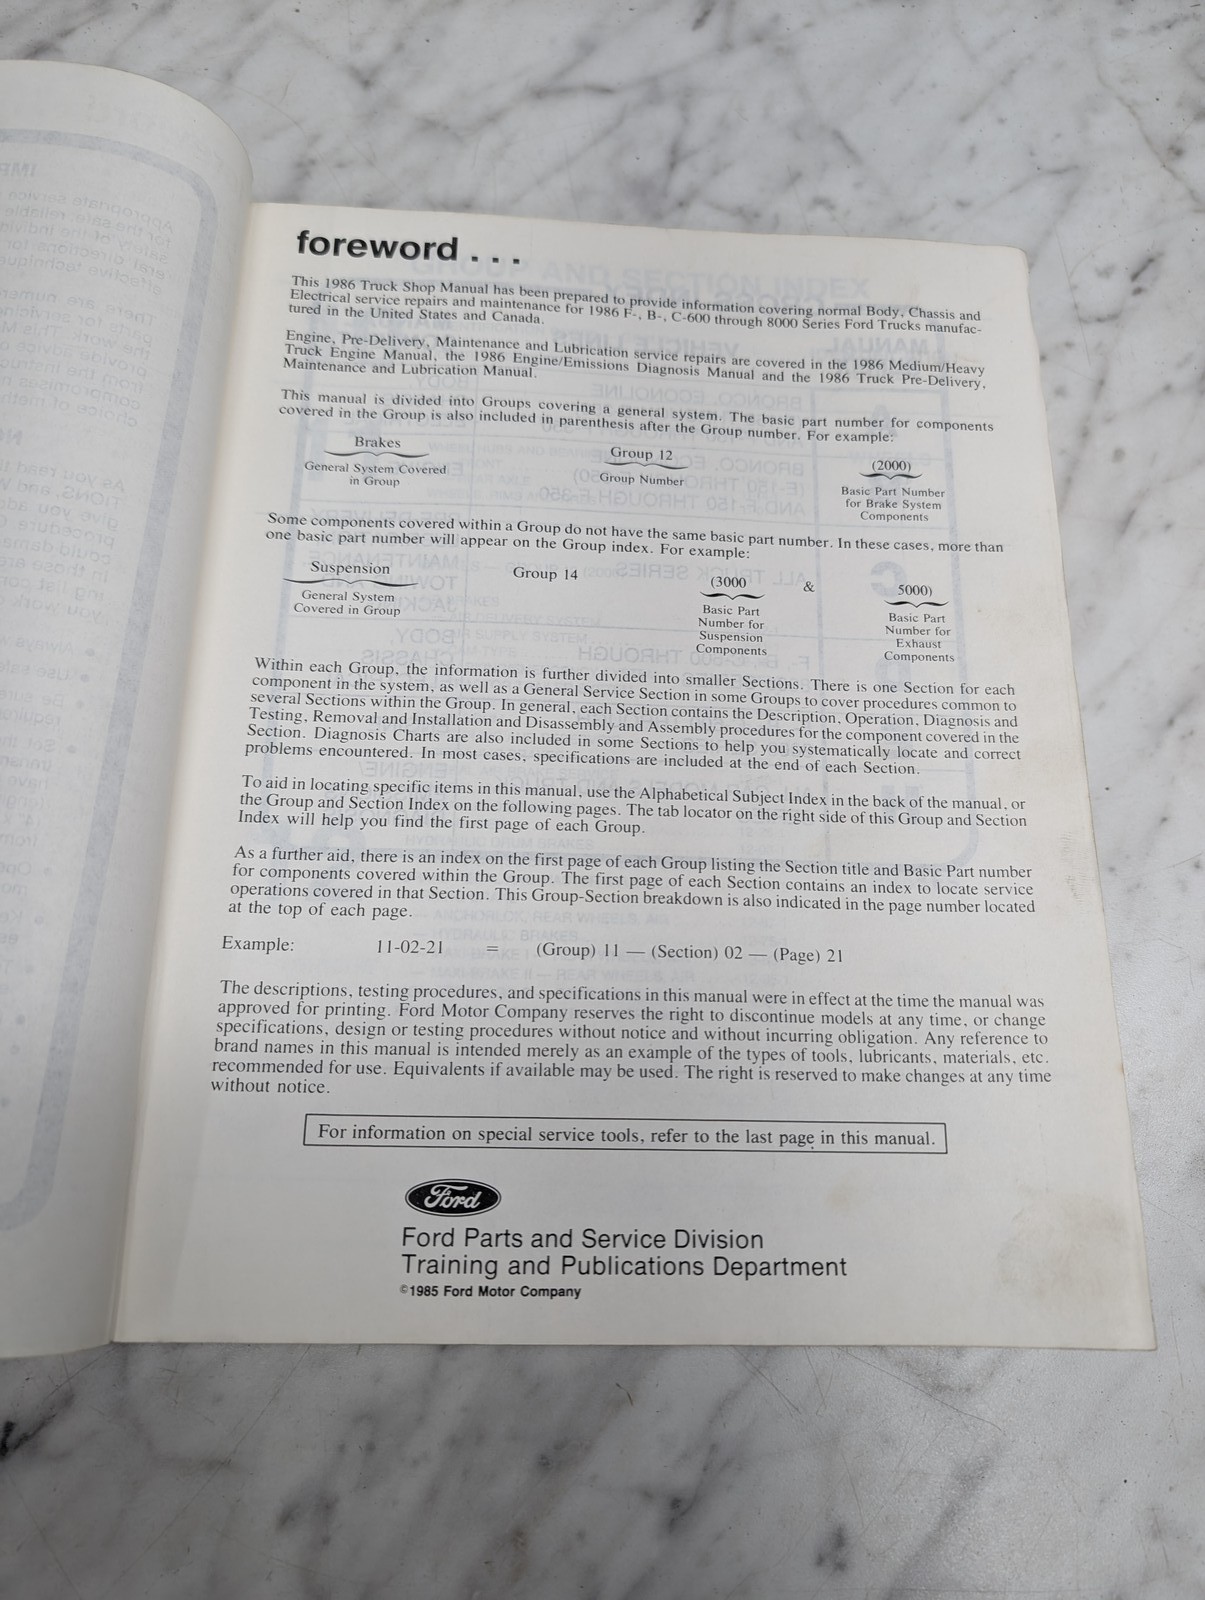 foreword . . .
This 1986 Truck Shop Manual has been prepared to provide information covering normal Body, Chassis and
Electrical service repairs and maintenance for 1986 F-, B-, C-600 through 8000 Series Ford Trucks manufac-
tured in the United States and Canada.
Engine, Pre-Delivery, Maintenance and Lubrication service repairs are covered in the 1986 Medium/Heavy
Truck Engine Manual, the 1986 Engine/Emissions Diagnosis Manual and the 1986 Truck Pre-Delivery,
Maintenance and Lubrication Manual.
This manual is divided into Groups covering a general system. The basic part number for components
covered in the Group is also included in parenthesis after the Group number. For example:
Brakes Group 12 (2000)
General System Covered Group Number Basic Part Number
in Group for Brake System
Components
Some components covered within a Group do not have the same basic part number. In these cases, more than
one basic part number will appear on the Group index. For example:
Suspension Group 14 (3000 & 5000)
General System Basic Part Basic Part
Covered in Group Number for Number for
Suspension Exhaust
Components Components
Within each Group, the information is further divided into smaller Sections. There is one Section for each
component in the system, as well as a General Service Section in some Groups to cover procedures common to
several Sections within the Group. In general, each Section contains the Description, Operation, Diagnosis and
Testing, Removal and Installation and Disassembly and Assembly procedures for the component covered in the
Section. Diagnosis Charts are also included in some Sections to help you systematically locate and correct
problems encountered. In most cases, specifications are included at the end of each Section.
To aid in locating specific items in this manual, use the Alphabetical Subject Index in the back of the manual, or
the Group and Section Index on the following pages. The tab locator on the right side of this Group and Section
Index will help you find the first page of each Group.
As a further aid, there is an index on the first page of each Group listing the Section title and Basic Part number
for components covered within the Group. The first page of each Section contains an index to locate service
operations covered in that Section. This Group-Section breakdown is also indicated in the page number located
at the top of each page.
Example: 11-02-21 = (Group) 11 — (Section) 02 — (Page) 21
The descriptions, testing procedures, and specifications in this manual were in effect at the time the manual was
approved for printing. Ford Motor Company reserves the right to discontinue models at any time, or change
specifications, design or testing procedures without notice and without incurring obligation. Any reference to
brand names in this manual is intended merely as an example of the types of tools, lubricants, materials, etc.
recommended for use. Equivalents if available may be used. The right is reserved to make changes at any time
without notice.
For information on special service tools, refer to the last page in this manual.
Ford
Ford Parts and Service Division
Training and Publications Department
©1985 Ford Motor Company